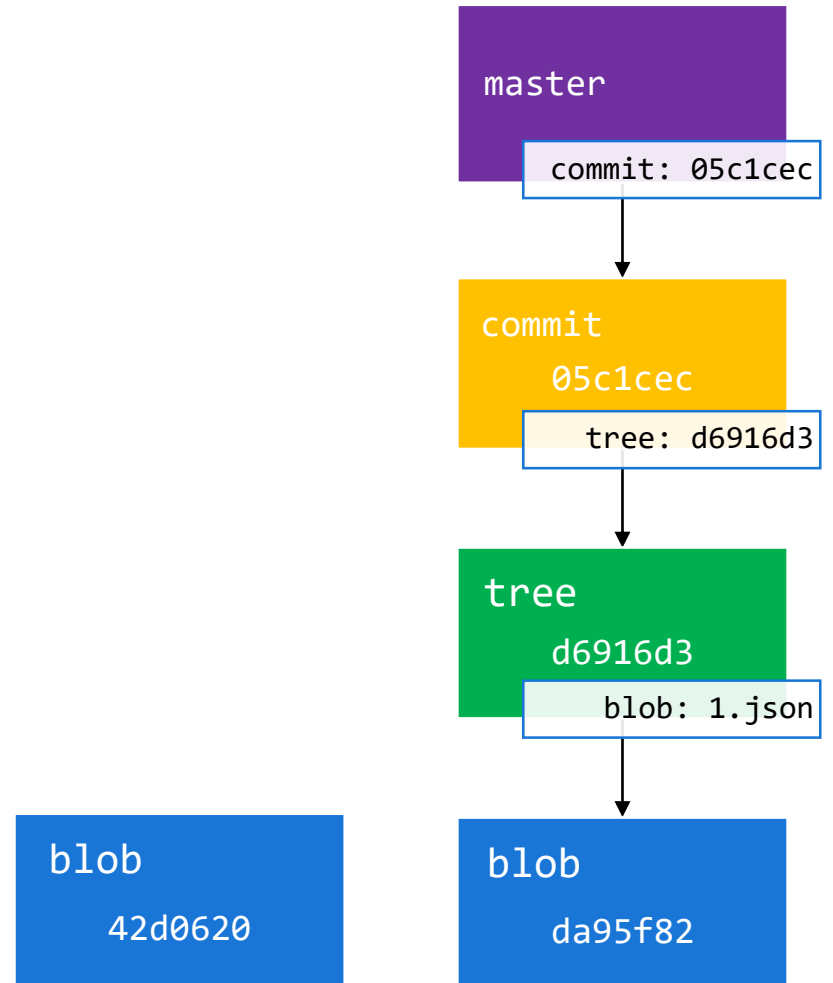 master
commit: 05c1cec
commit
05c1cec
tree: d6916d3
tree
d6916d3
blob: 1.json
blob
42d0620
blob
da95f82